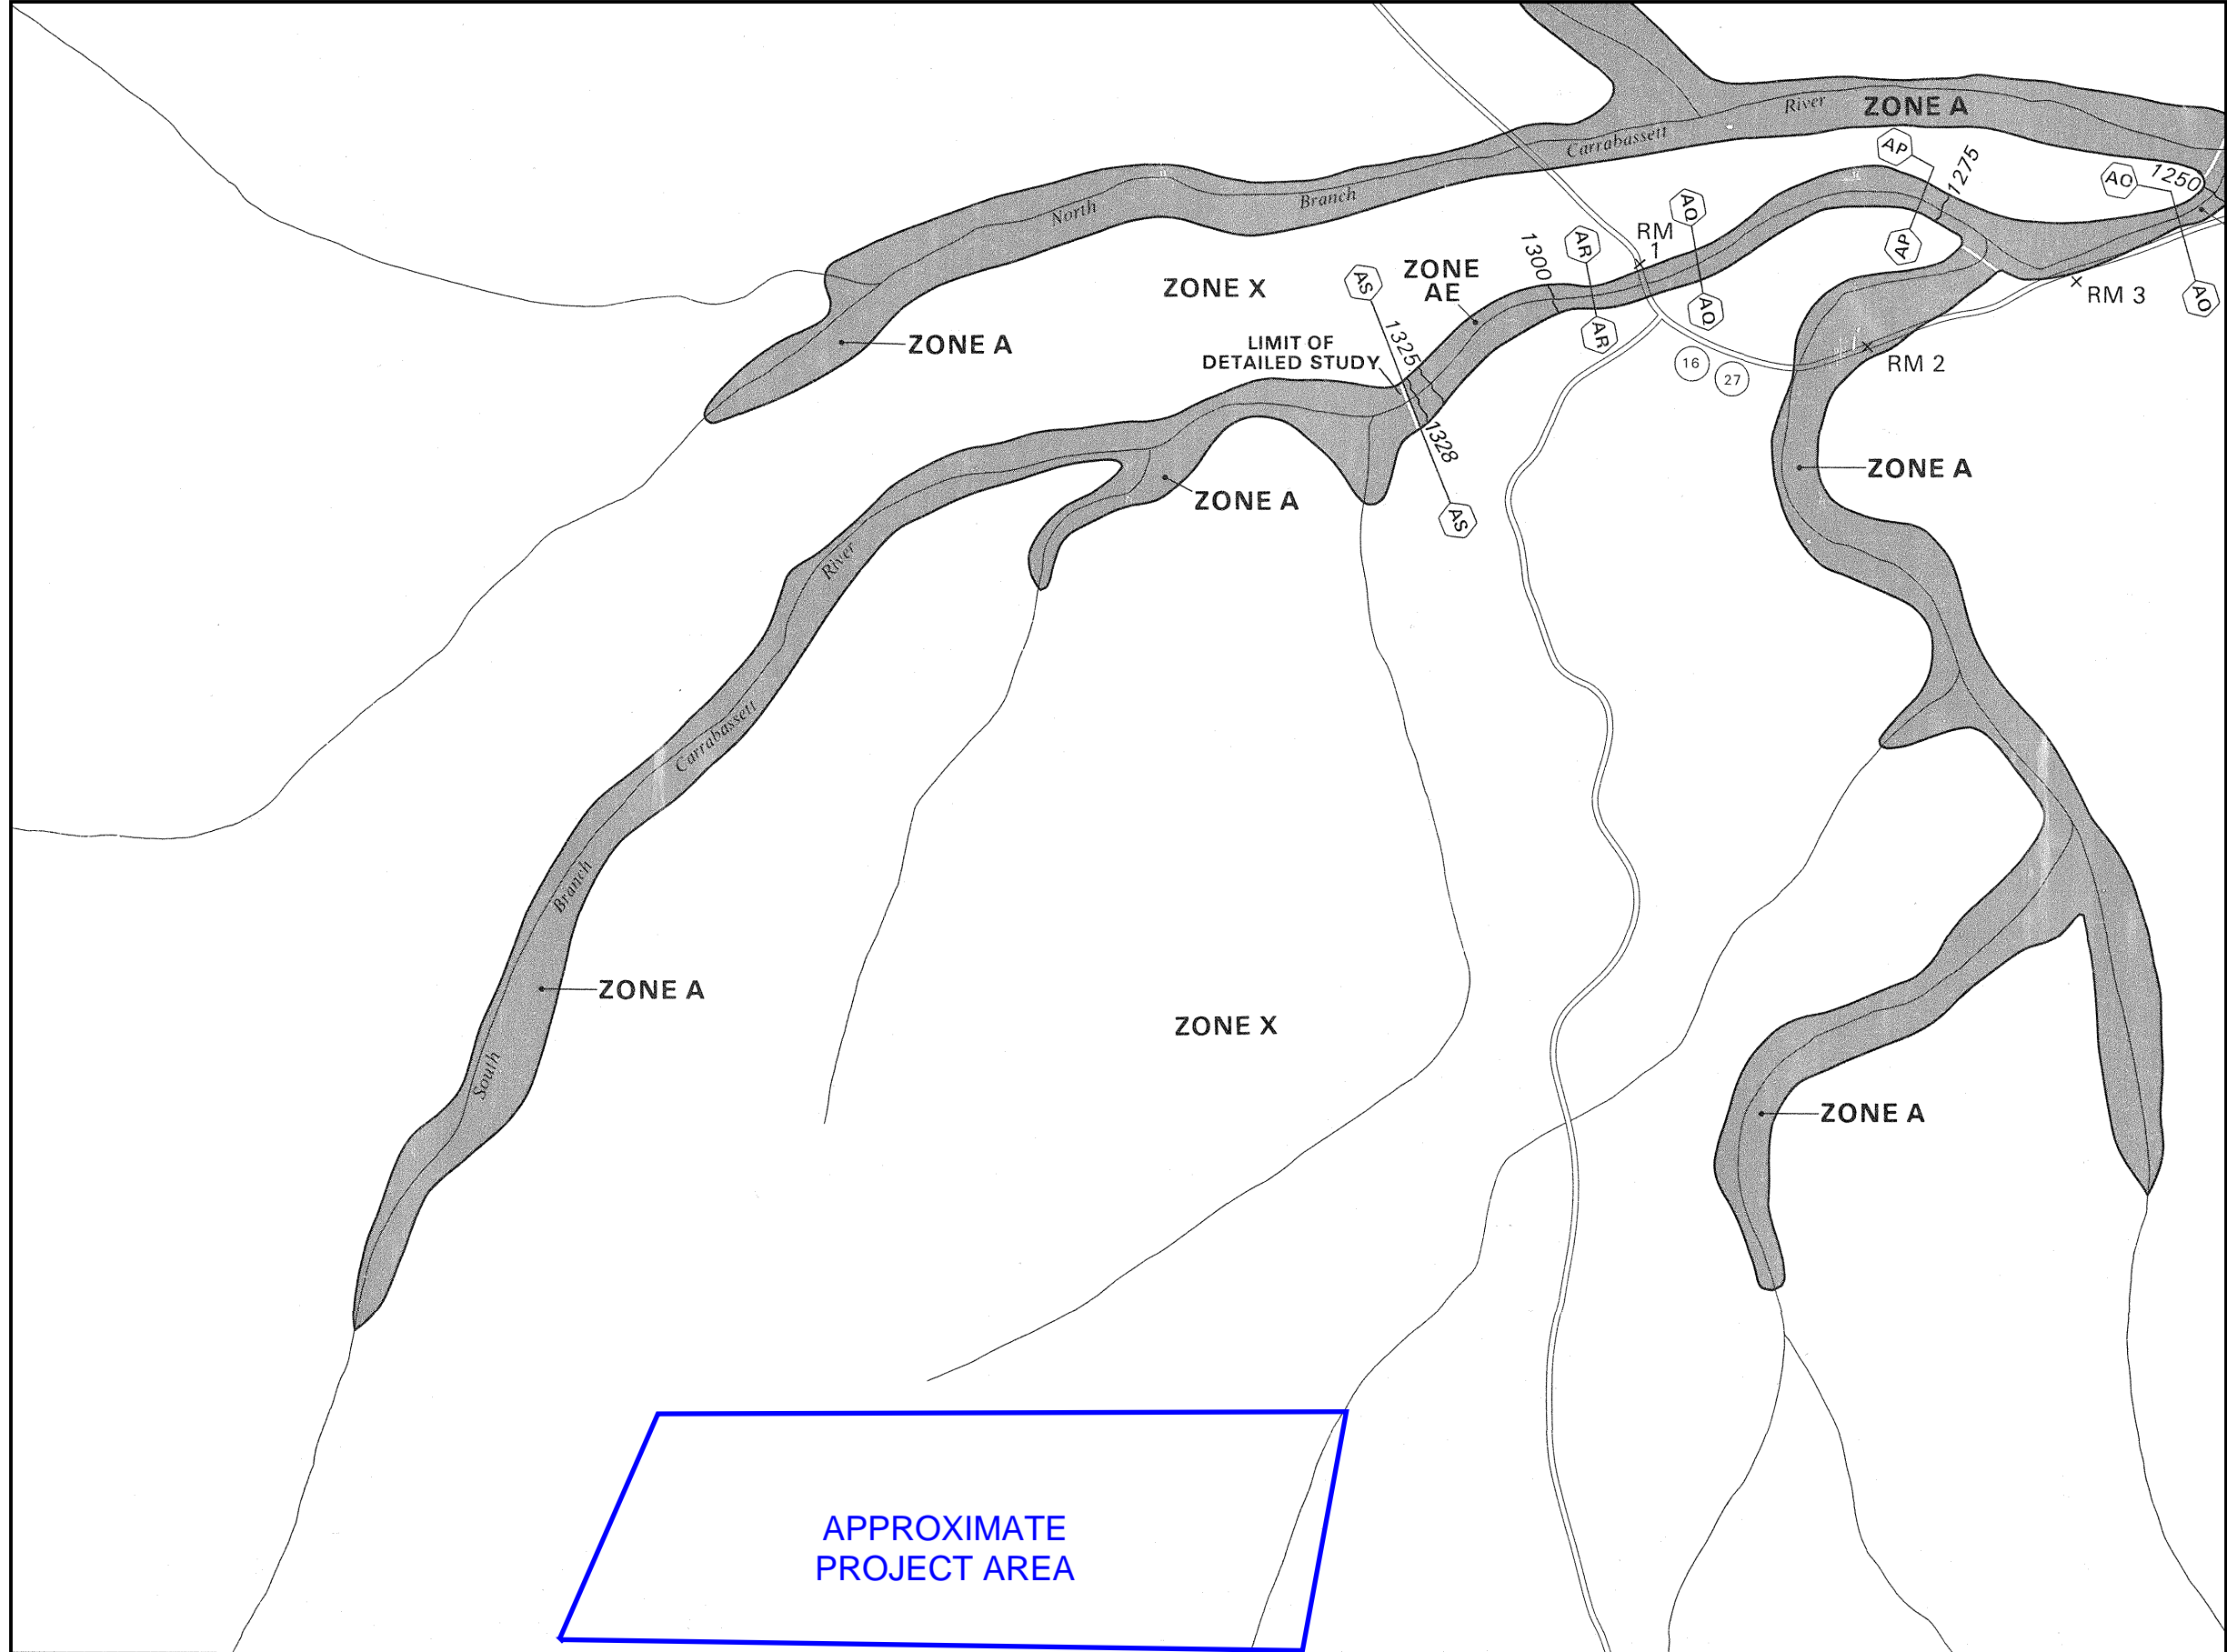 River
ZONE A
Carrabassett
AP
1275
AO
1250
North
Branch
AQ
RM
1
AR
AP
1300
ZONE
AE
ZONE X
AS
RM 3
AO
AQ
AR
1325
LIMIT OF
DETAILED STUDY
ZONE A
16
27
RM 2
1328
ZONE A
ZONE A
AS
River
Carrabassett
Branch
ZONE A
ZONE X
South
ZONE A
APPROXIMATE
PROJECT AREA